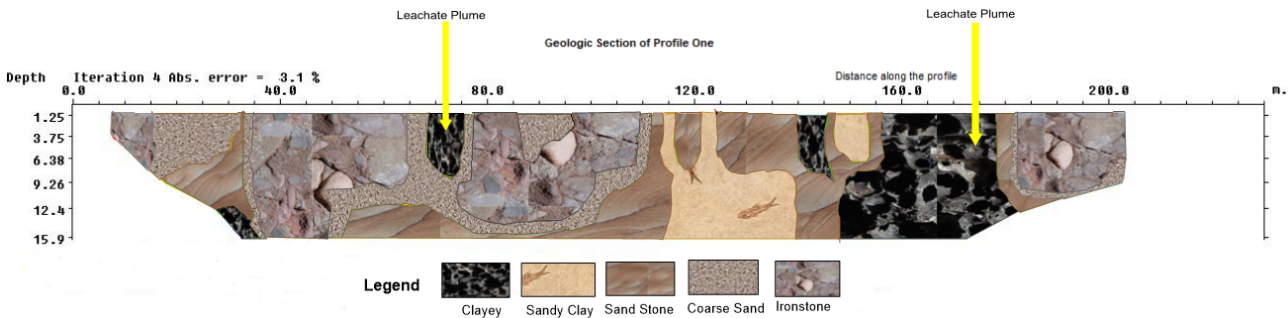 Leachate Plume
Leachate Plume
Geologic Section of Profile One
Depth Iteration 4 Abs. error = 3.1 %
Distance along the profile
0.0 40.0 80.0 120.0 160.0 200.0 m.
1.25
3.75
6.38
9.26
12.4
15.9
Legend
Clayey Sandy Clay Sand Stone Coarse Sand Ironstone